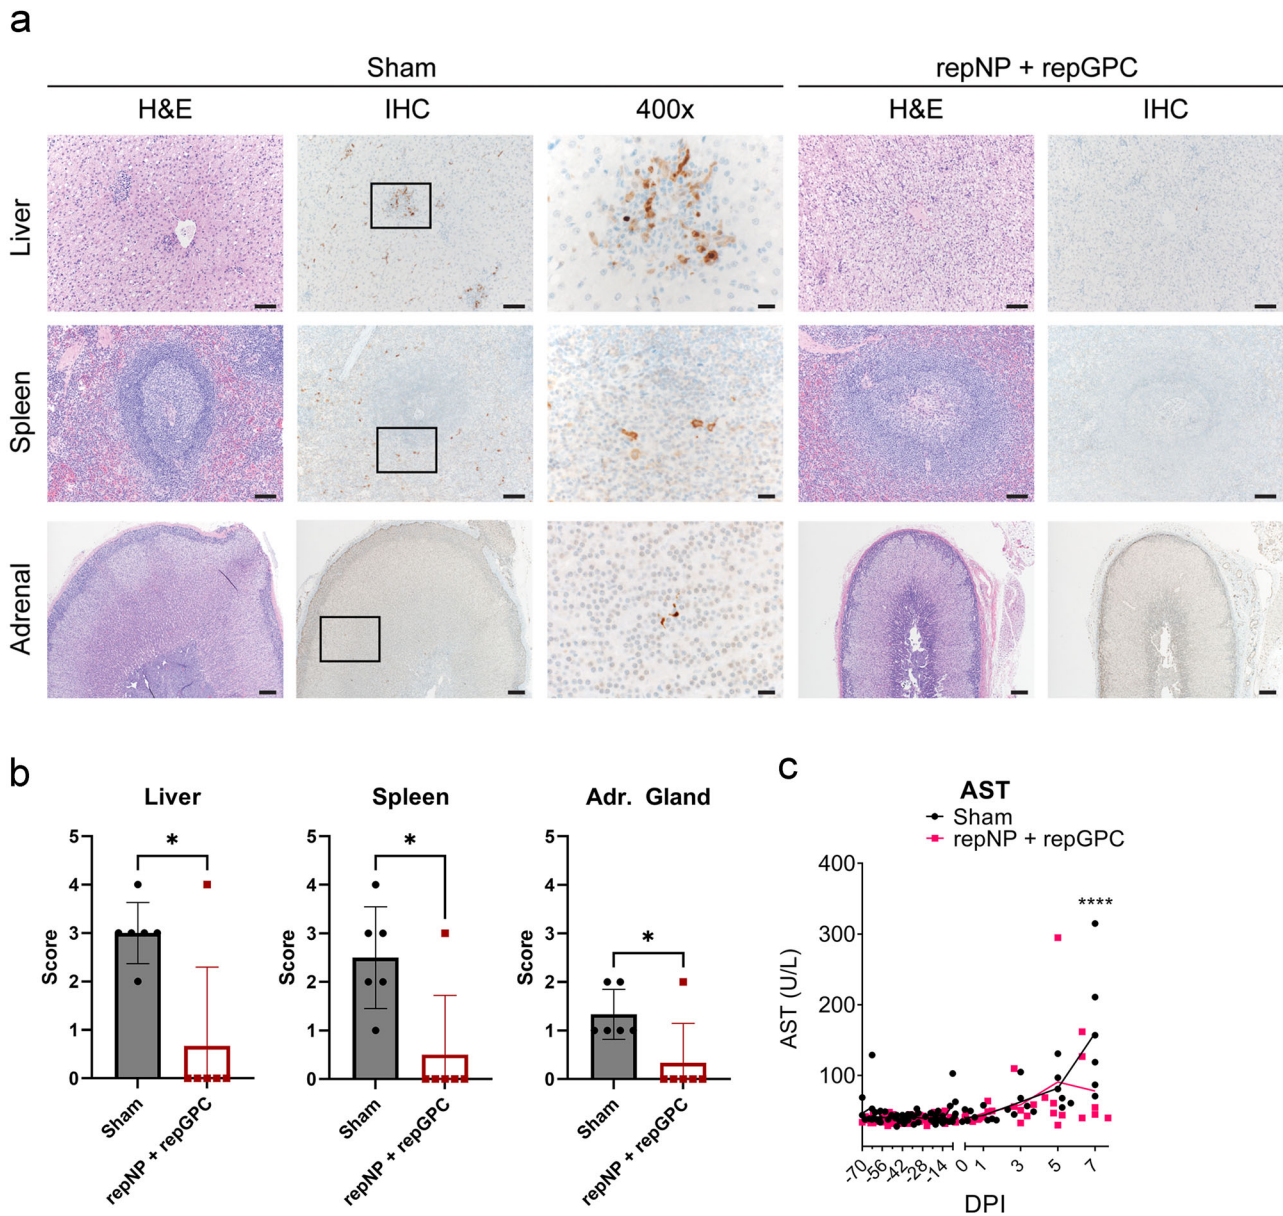 a
Sham
repNP + repGPC
H&E
IHC
400x
H&E
IHC
Liver
Spleen
Adrenal
b
Liver
5
4
3
2
1
0
Score
*
Sham
repNP + repGPC
Spleen
5
4
3
2
1
0
Score
*
Sham
repNP + repGPC
Adr. Gland
5
4
3
2
1
0
Score
*
Sham
repNP + repGPC
c
AST
Sham
repNP + repGPC
400
300
200
100
AST (U/L)
****
-70
-56
-42
-28
-14
0
1
3
5
7
DPI